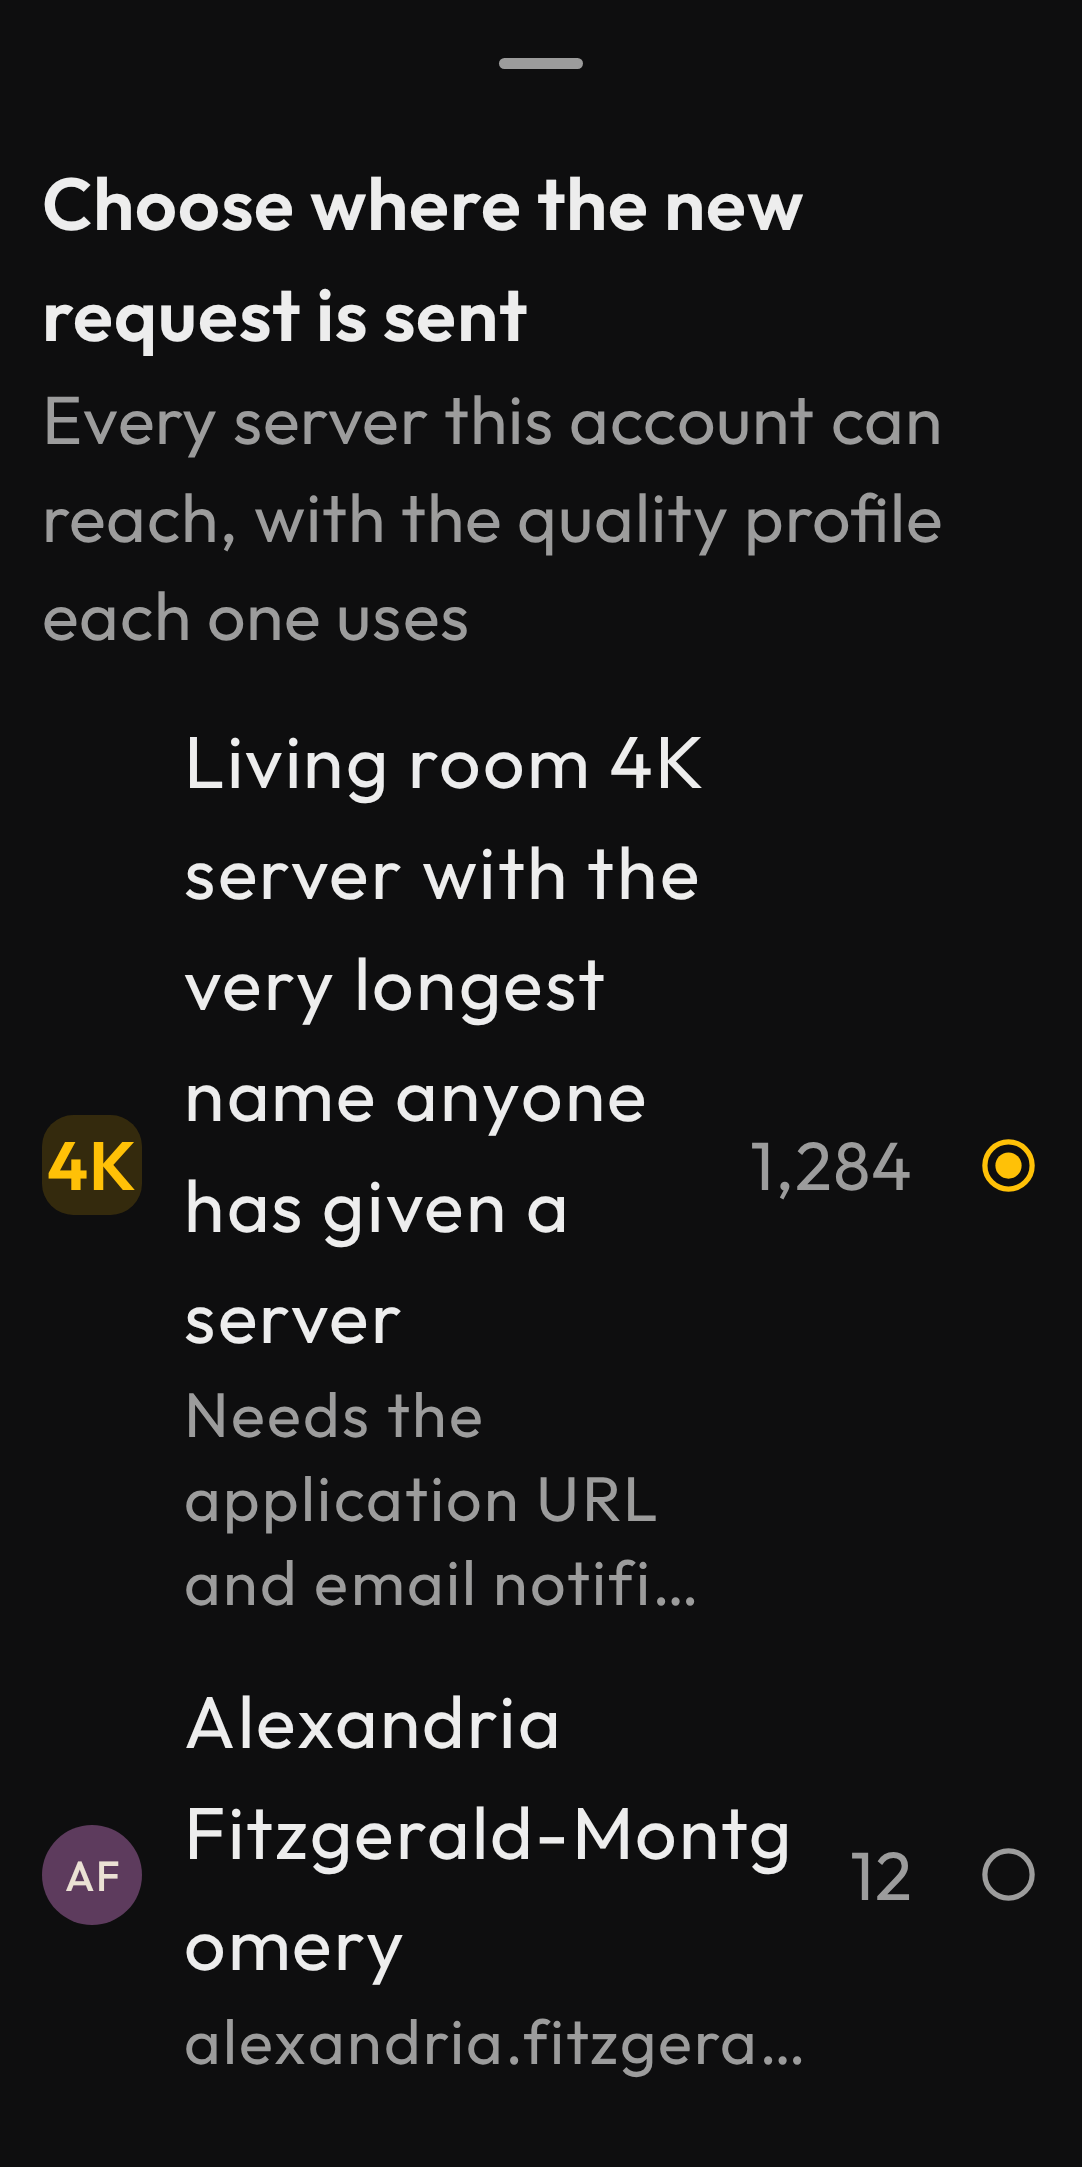 Choose where the new
request is sent
Every server this account can
reach, with the quality profile
each one uses
Living room 4K
server with the
very longest
name anyone
has given a
server
4K
1,284
Needs the
application URL
and email notifi...
Alexandria
Fitzgerald-Montg
omery
AF
12
alexandria.fitzgera...